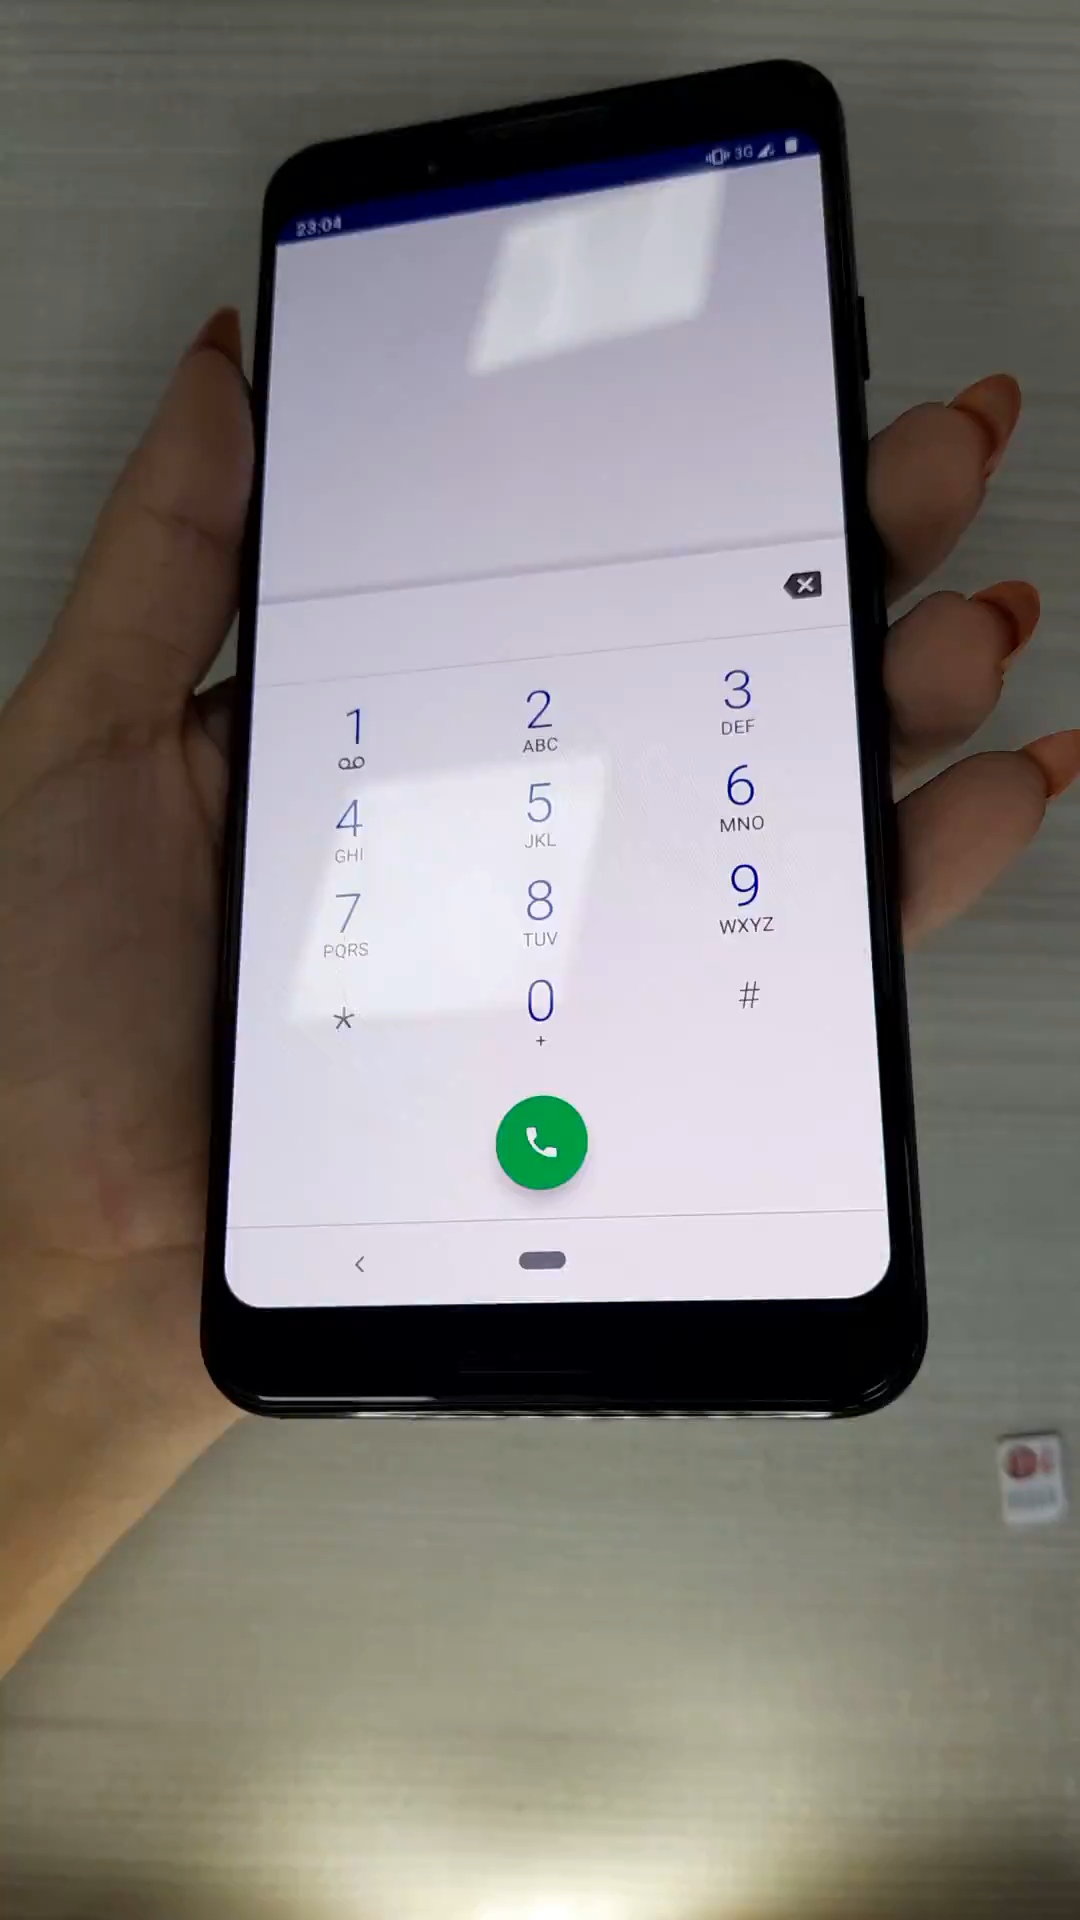 23:04 3G
1 2 3
ABC DEF
4 5 6
GHI JKL MNO
7 8 9
PQRS TUV WXYZ
* 0 #
+